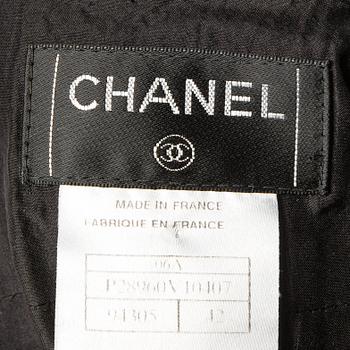 CHANEL
MADE IN FRANCE
FABRIQUE EN FRANCE
06A
P28960V10407
94305 42